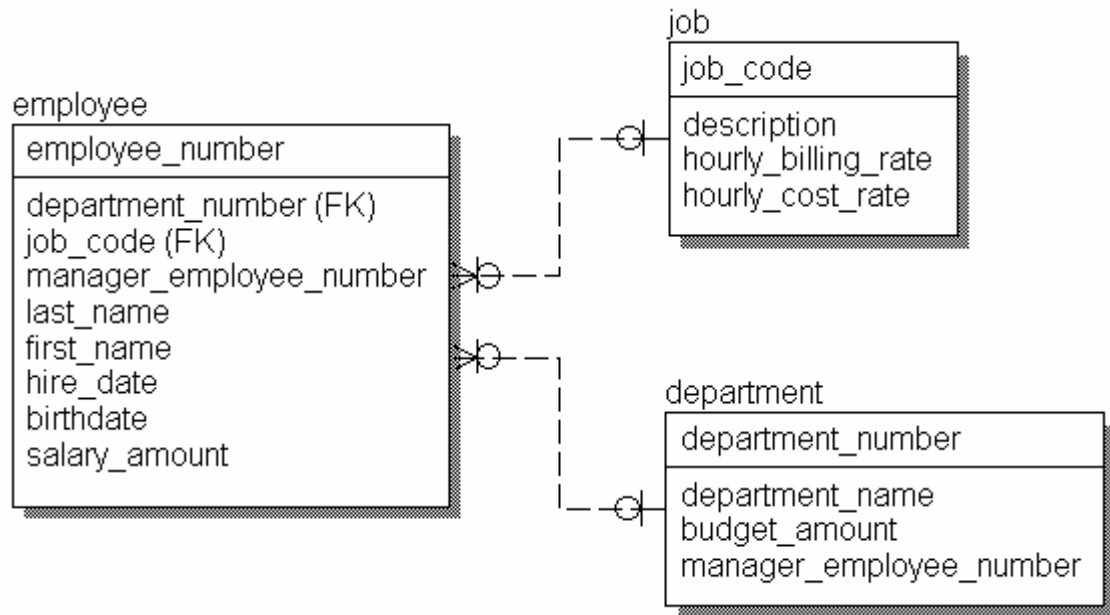 employee
employee_number
department_number (FK)
job_code (FK)
manager_employee_number
last_name
first_name
hire_date
birthdate
salary_amount
job
job_code
description
hourly_billing_rate
hourly_cost_rate
department
department_number
department_name
budget_amount
manager_employee_number